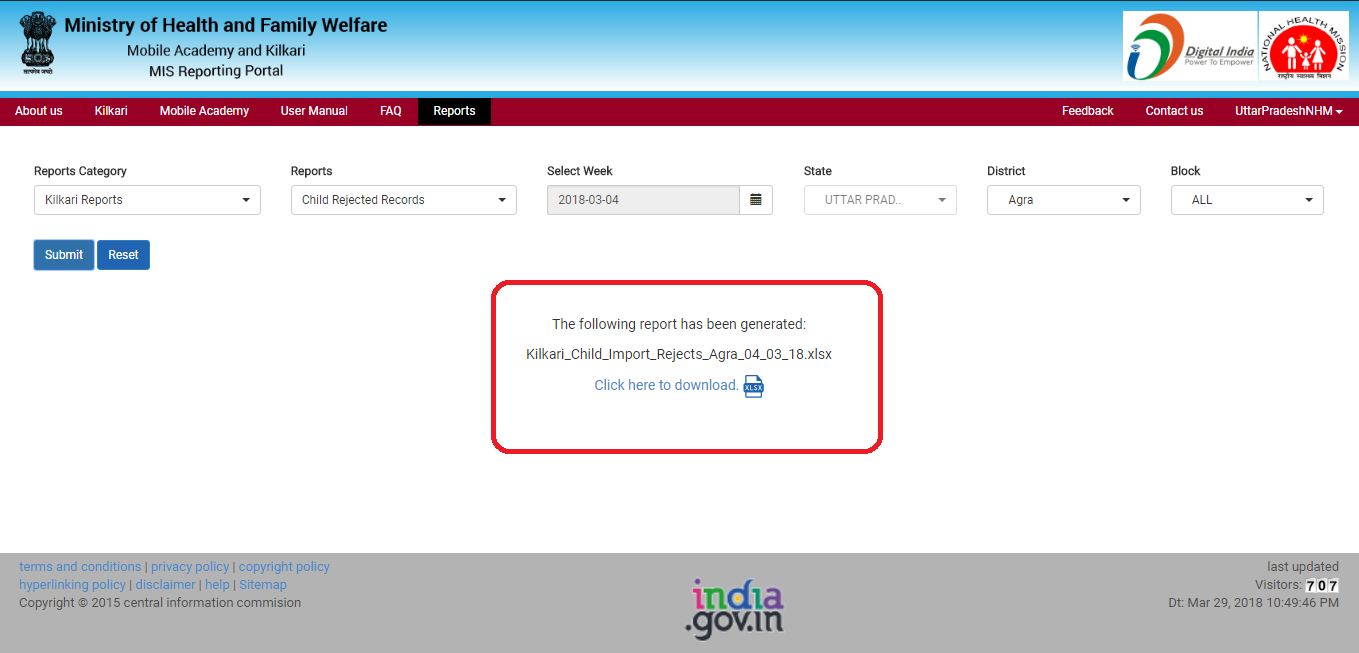 Ministry of Health and Family Welfare
Mobile Academy and Kilkari
MIS Reporting Portal
सत्यमेव जयते
Digital India
Power To Empower
NATIONAL HEALTH MISSION
राष्ट्रीय स्वास्थ्य मिशन
About us Kilkari Mobile Academy User Manual FAQ Reports Feedback Contact us UttarPradeshNHM
Reports Category Reports Select Week State District Block
Kilkari Reports Child Rejected Records 2018-03-04 UTTAR PRAD.. Agra ALL
Submit Reset
The following report has been generated:
Kilkari_Child_Import_Rejects_Agra_04_03_18.xlsx
Click here to download. XLSX
terms and conditions | privacy policy | copyright policy
hyperlinking policy | disclaimer | help | Sitemap
Copyright © 2015 central information commision
india
.gov.in
last updated
Visitors: 707
Dt: Mar 29, 2018 10:49:46 PM